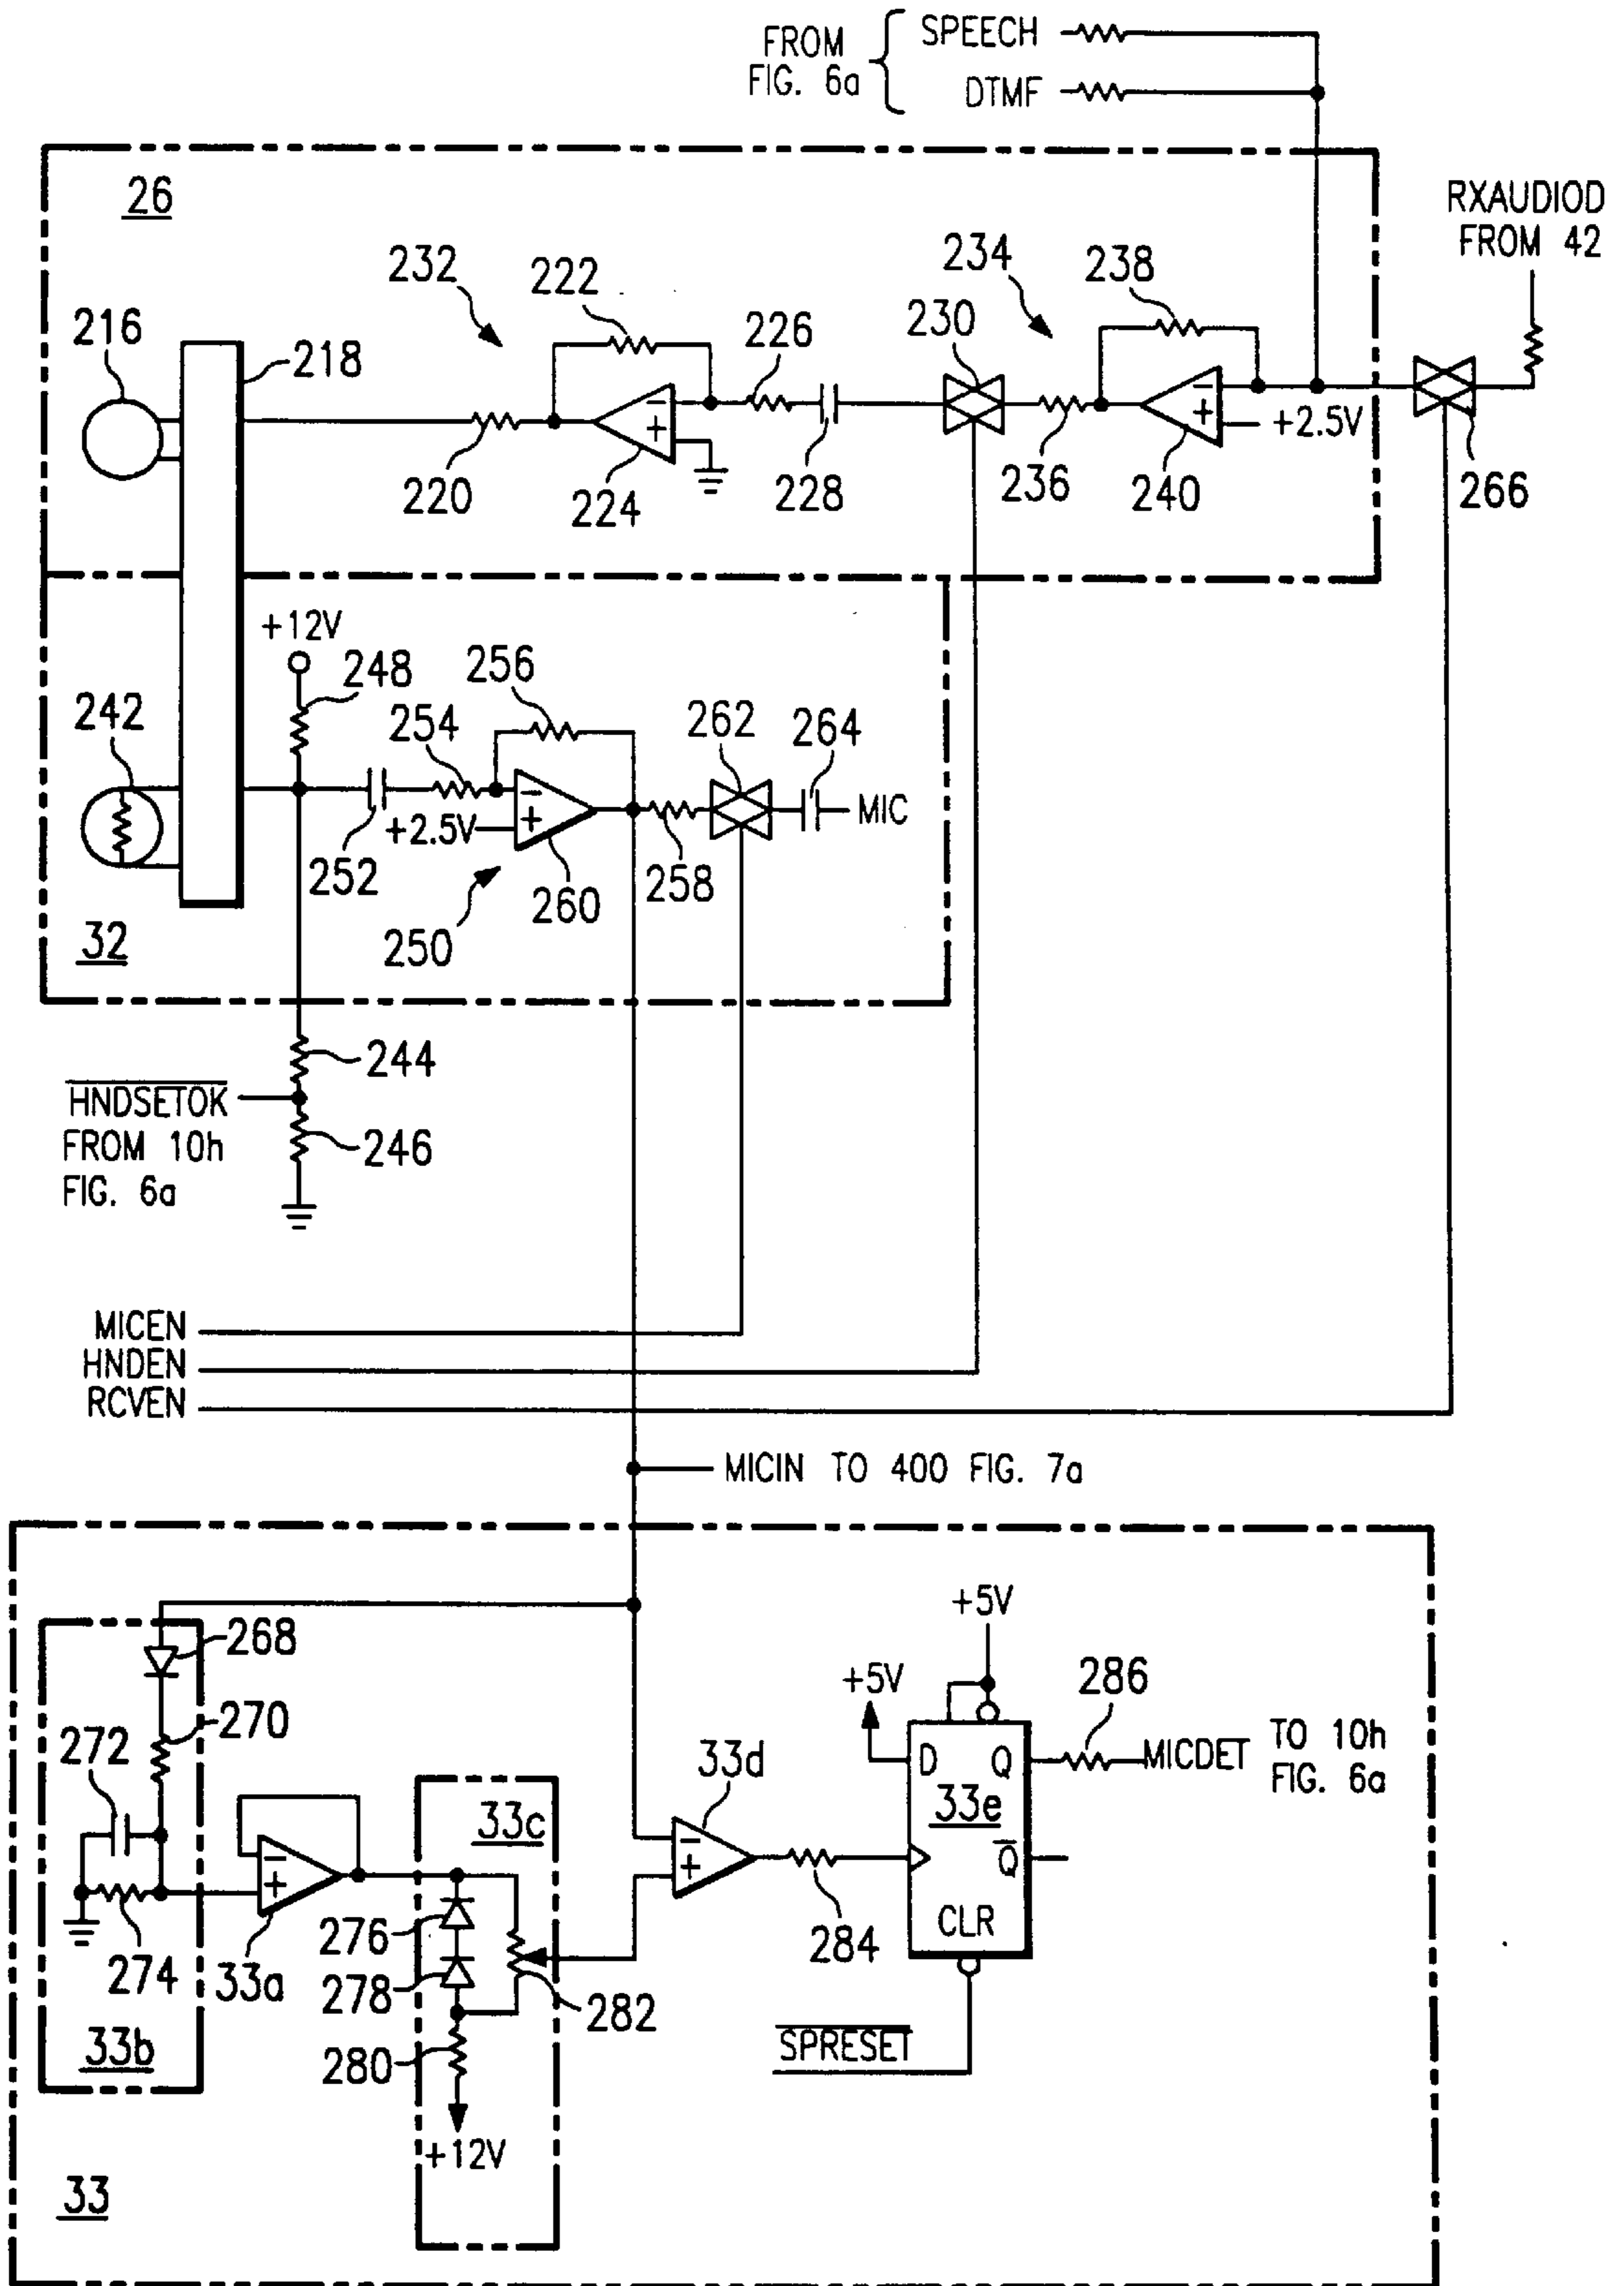 FROM
FIG. 6a
SPEECH
DTMF
26
RXAUDIOD
FROM 42
232
222
234
238
216
218
226
230
-
+
-
+
+2.5V
220
224
228
236
240
266
+12V
248
256
242
254
262
264
-
+
+2.5V
MIC
252
258
260
250
32
244
HNDSETOK
FROM 10h
FIG. 6a
246
MICEN
HNDEN
RCVEN
MICIN TO 400 FIG. 7a
268
+5V
+5V
286
270
272
33d
D Q
MICDET TO 10h
FIG. 6a
33c
33e
-
+
-
+
Q
276
CLR
284
274
33a
278
282
33b
280
SPRESET
+12V
33